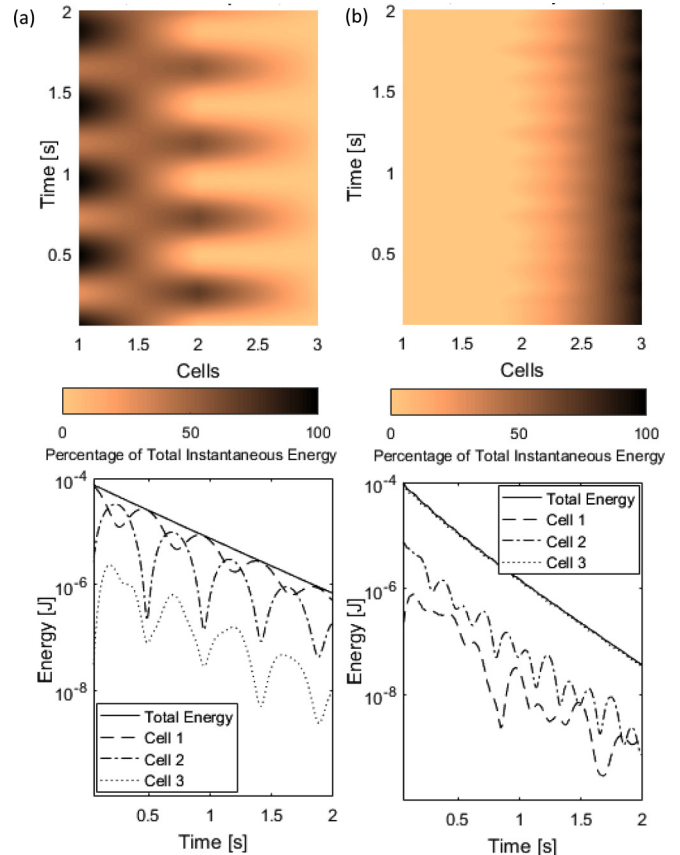 (a)
2
1.5
Time [s]
1
0.5
1 1.5 2 2.5 3
Cells
0 50 100
Percentage of Total Instantaneous Energy
(b)
2
1.5
Time [s]
1
0.5
1 1.5 2 2.5 3
Cells
0 50 100
Percentage of Total Instantaneous Energy
10-4
10-6
Energy [J]
10-8
Total Energy
Cell 1
Cell 2
Cell 3
0.5 1 1.5 2
Time [s]
10-4
10-6
Energy [J]
10-8
Total Energy
Cell 1
Cell 2
Cell 3
0.5 1 1.5 2
Time [s]